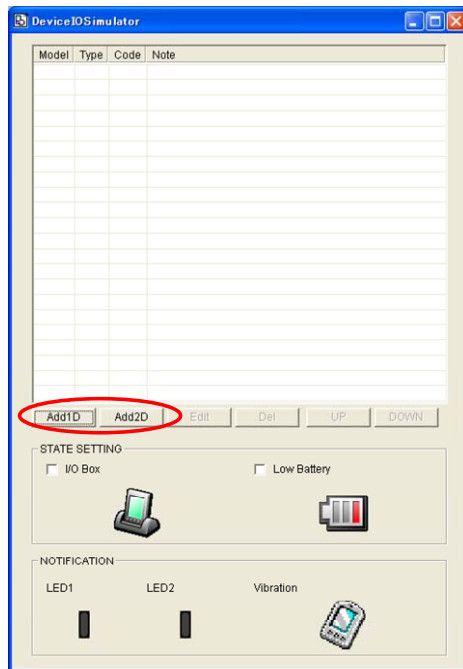 DeviceIOSimulator
Model Type Code Note
Add1D Add2D Edit Del UP DOWN
STATE SETTING
I/O Box Low Battery
NOTIFICATION
LED1 LED2 Vibration